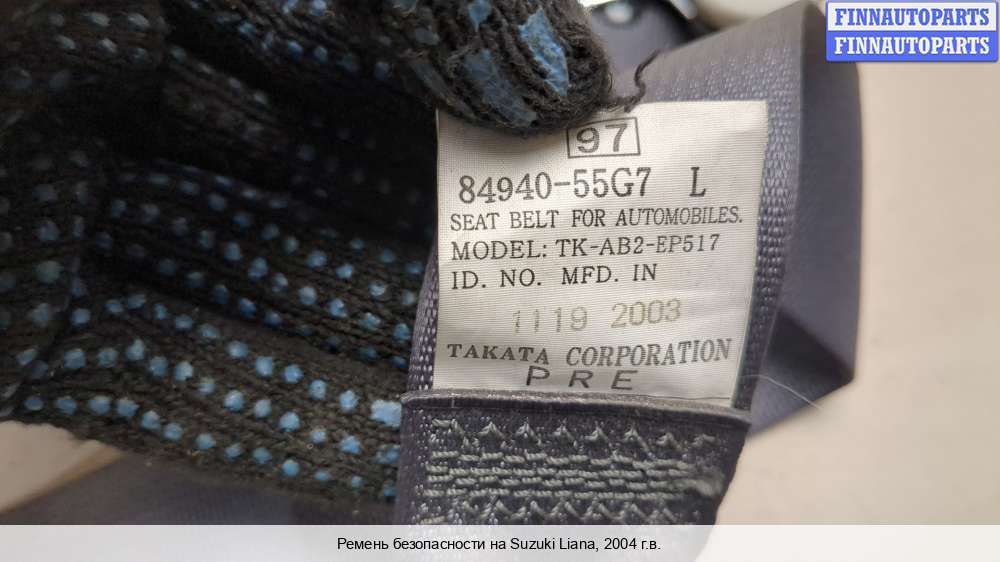 FINNAUTOPARTS
FINNAUTOPARTS
97
84940-55G7 L
SEAT BELT FOR AUTOMOBILES.
MODEL: TK-AB2-EP517
ID. NO. MFD. IN
1119 2003
TAKATA CORPORATION
PRE
Ремень безопасности на Suzuki Liana, 2004 г.в.